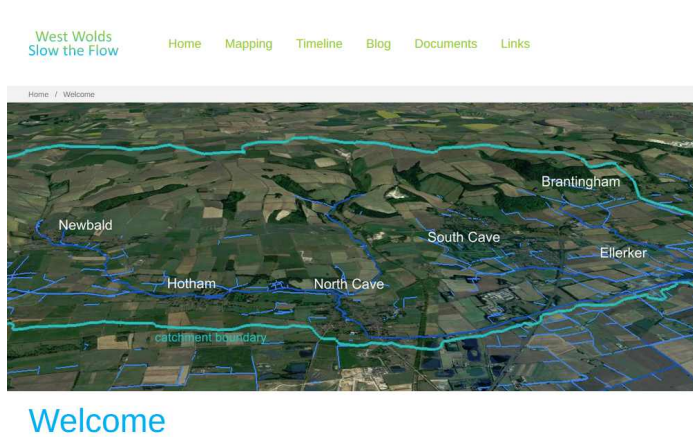 West Wolds
Slow the Flow
Home Mapping Timeline Blog Documents Links
Home / Welcome
Brantingham
Newbald
South Cave
Ellerker
Hotham
North Cave
catchment boundary
Welcome